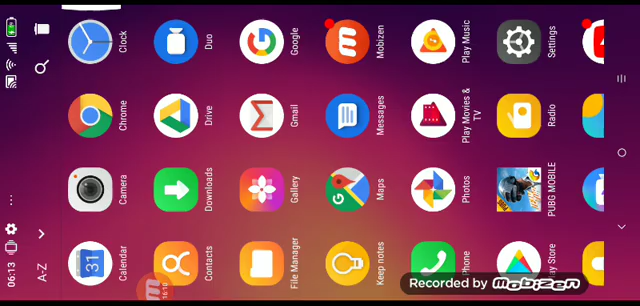 06:13
A-Z
31
Calendar
Camera
Chrome
Clock
Contacts
Downloads
Drive
Duo
File Manager
Gallery
Gmail
Google
Keep notes
Maps
Messages
Mobizen
Phone
Photos
Play Movies &
TV
Play Music
ay Store
PUBG MOBILE
Radio
Settings
Recorded by Mobizen